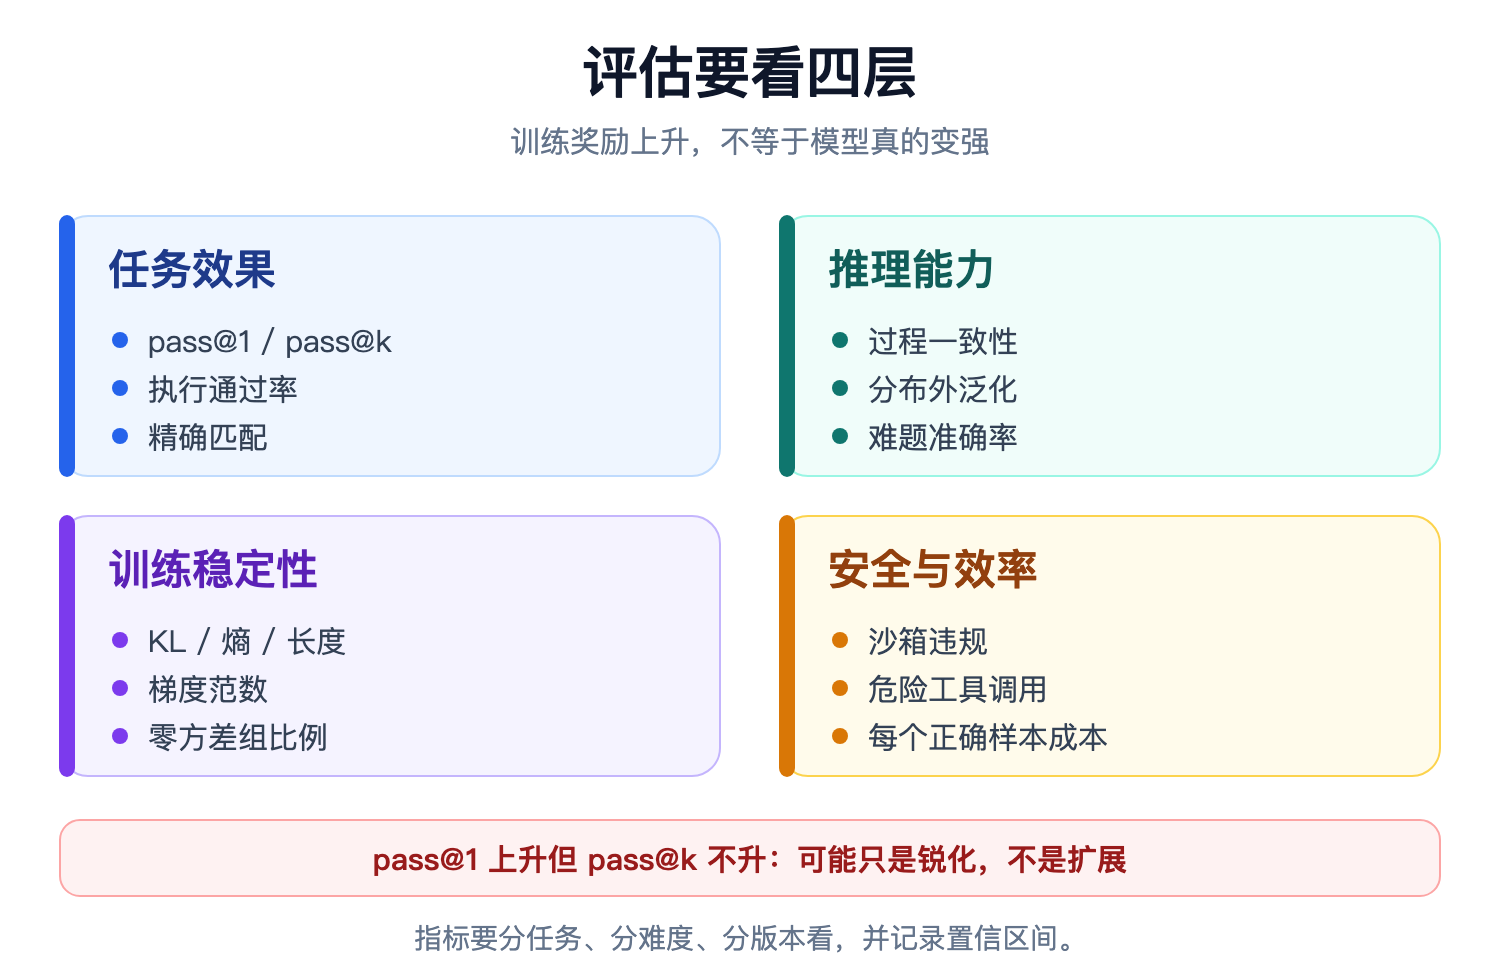 评估要看四层
训练奖励上升，不等于模型真的变强
任务效果
pass@1 / pass@k
执行通过率
精确匹配
推理能力
过程一致性
分布外泛化
难题准确率
训练稳定性
KL / 熵 / 长度
梯度范数
零方差组比例
安全与效率
沙箱违规
危险工具调用
每个正确样本成本
pass@1 上升但 pass@k 不升：可能只是锐化，不是扩展
指标要分任务、分难度、分版本看，并记录置信区间。